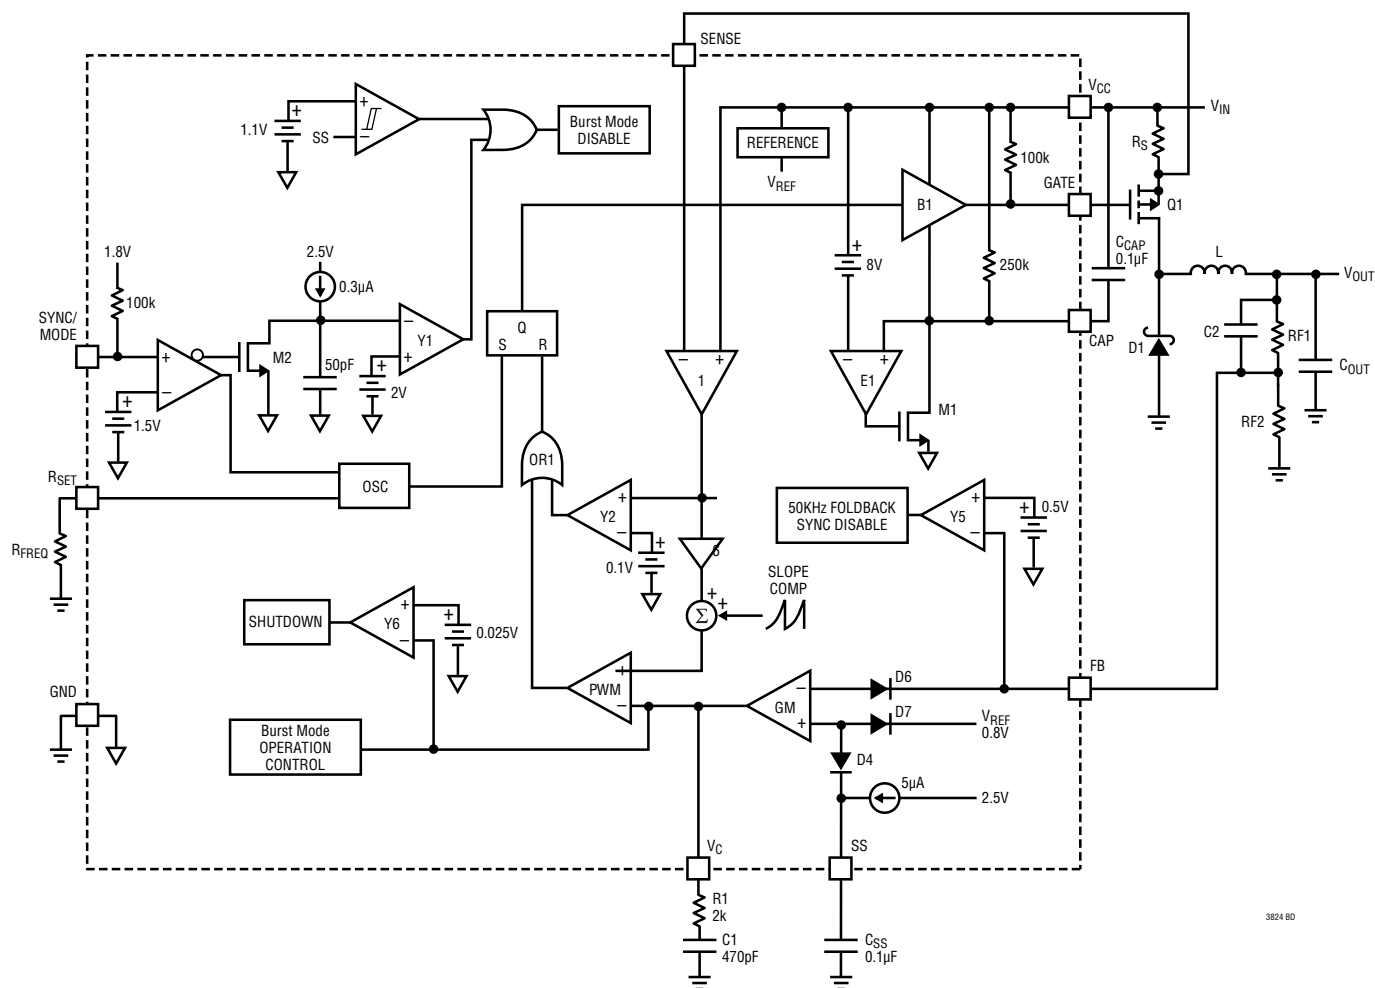 SENSE
VCC
VIN
1.1V
+
SS
+
−
Burst Mode
DISABLE
REFERENCE
VREF
100k
RS
GATE
Q1
B1
1.8V
100k
2.5V
0.3µA
+
8V
250k
CCAP
0.1µF
L
VOUT
SYNC/
MODE
+
−
M2
−
Y1
+
Q
S R
CAP
C2
RF1
D1
COUT
50pF
+
2V
− +
1
− +
E1
+
1.5V
M1
RF2
OR1
RSET
OSC
+
Y2
−
50KHz FOLDBACK
SYNC DISABLE
+
Y5
−
+
0.5V
RFREQ
+
0.1V
6
SLOPE
COMP
SHUTDOWN
+
Y6
−
+
0.025V
+
+
Σ
GND
+
PWM
−
−
GM
+
D6
FB
D7
VREF
0.8V
Burst Mode
OPERATION
CONTROL
D4
5µA
2.5V
VC
SS
R1
2k
C1
470pF
CSS
0.1µF
3824 BD